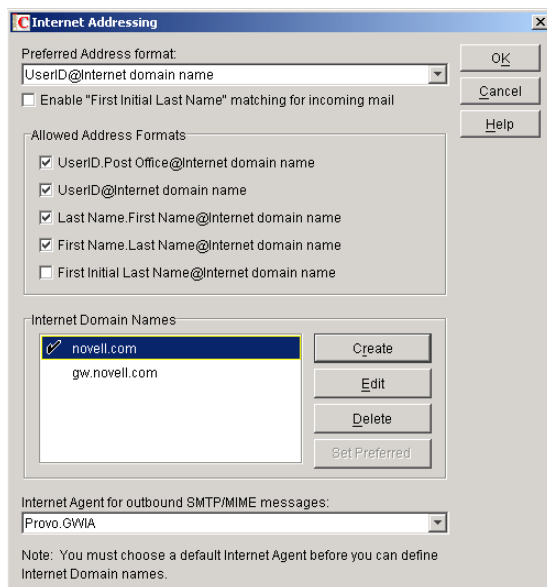 Internet Addressing
Preferred Address format:
UserID@Internet domain name
Enable "First Initial Last Name" matching for incoming mail
OK
Cancel
Help
Allowed Address Formats
UserID.Post Office@Internet domain name
UserID@Internet domain name
Last Name.First Name@Internet domain name
First Name.Last Name@Internet domain name
First Initial Last Name@Internet domain name
Internet Domain Names
novell.com
gw.novell.com
Create
Edit
Delete
Set Preferred
Internet Agent for outbound SMTP/MIME messages:
Provo.GWIA
Note: You must choose a default Internet Agent before you can define
Internet Domain names.